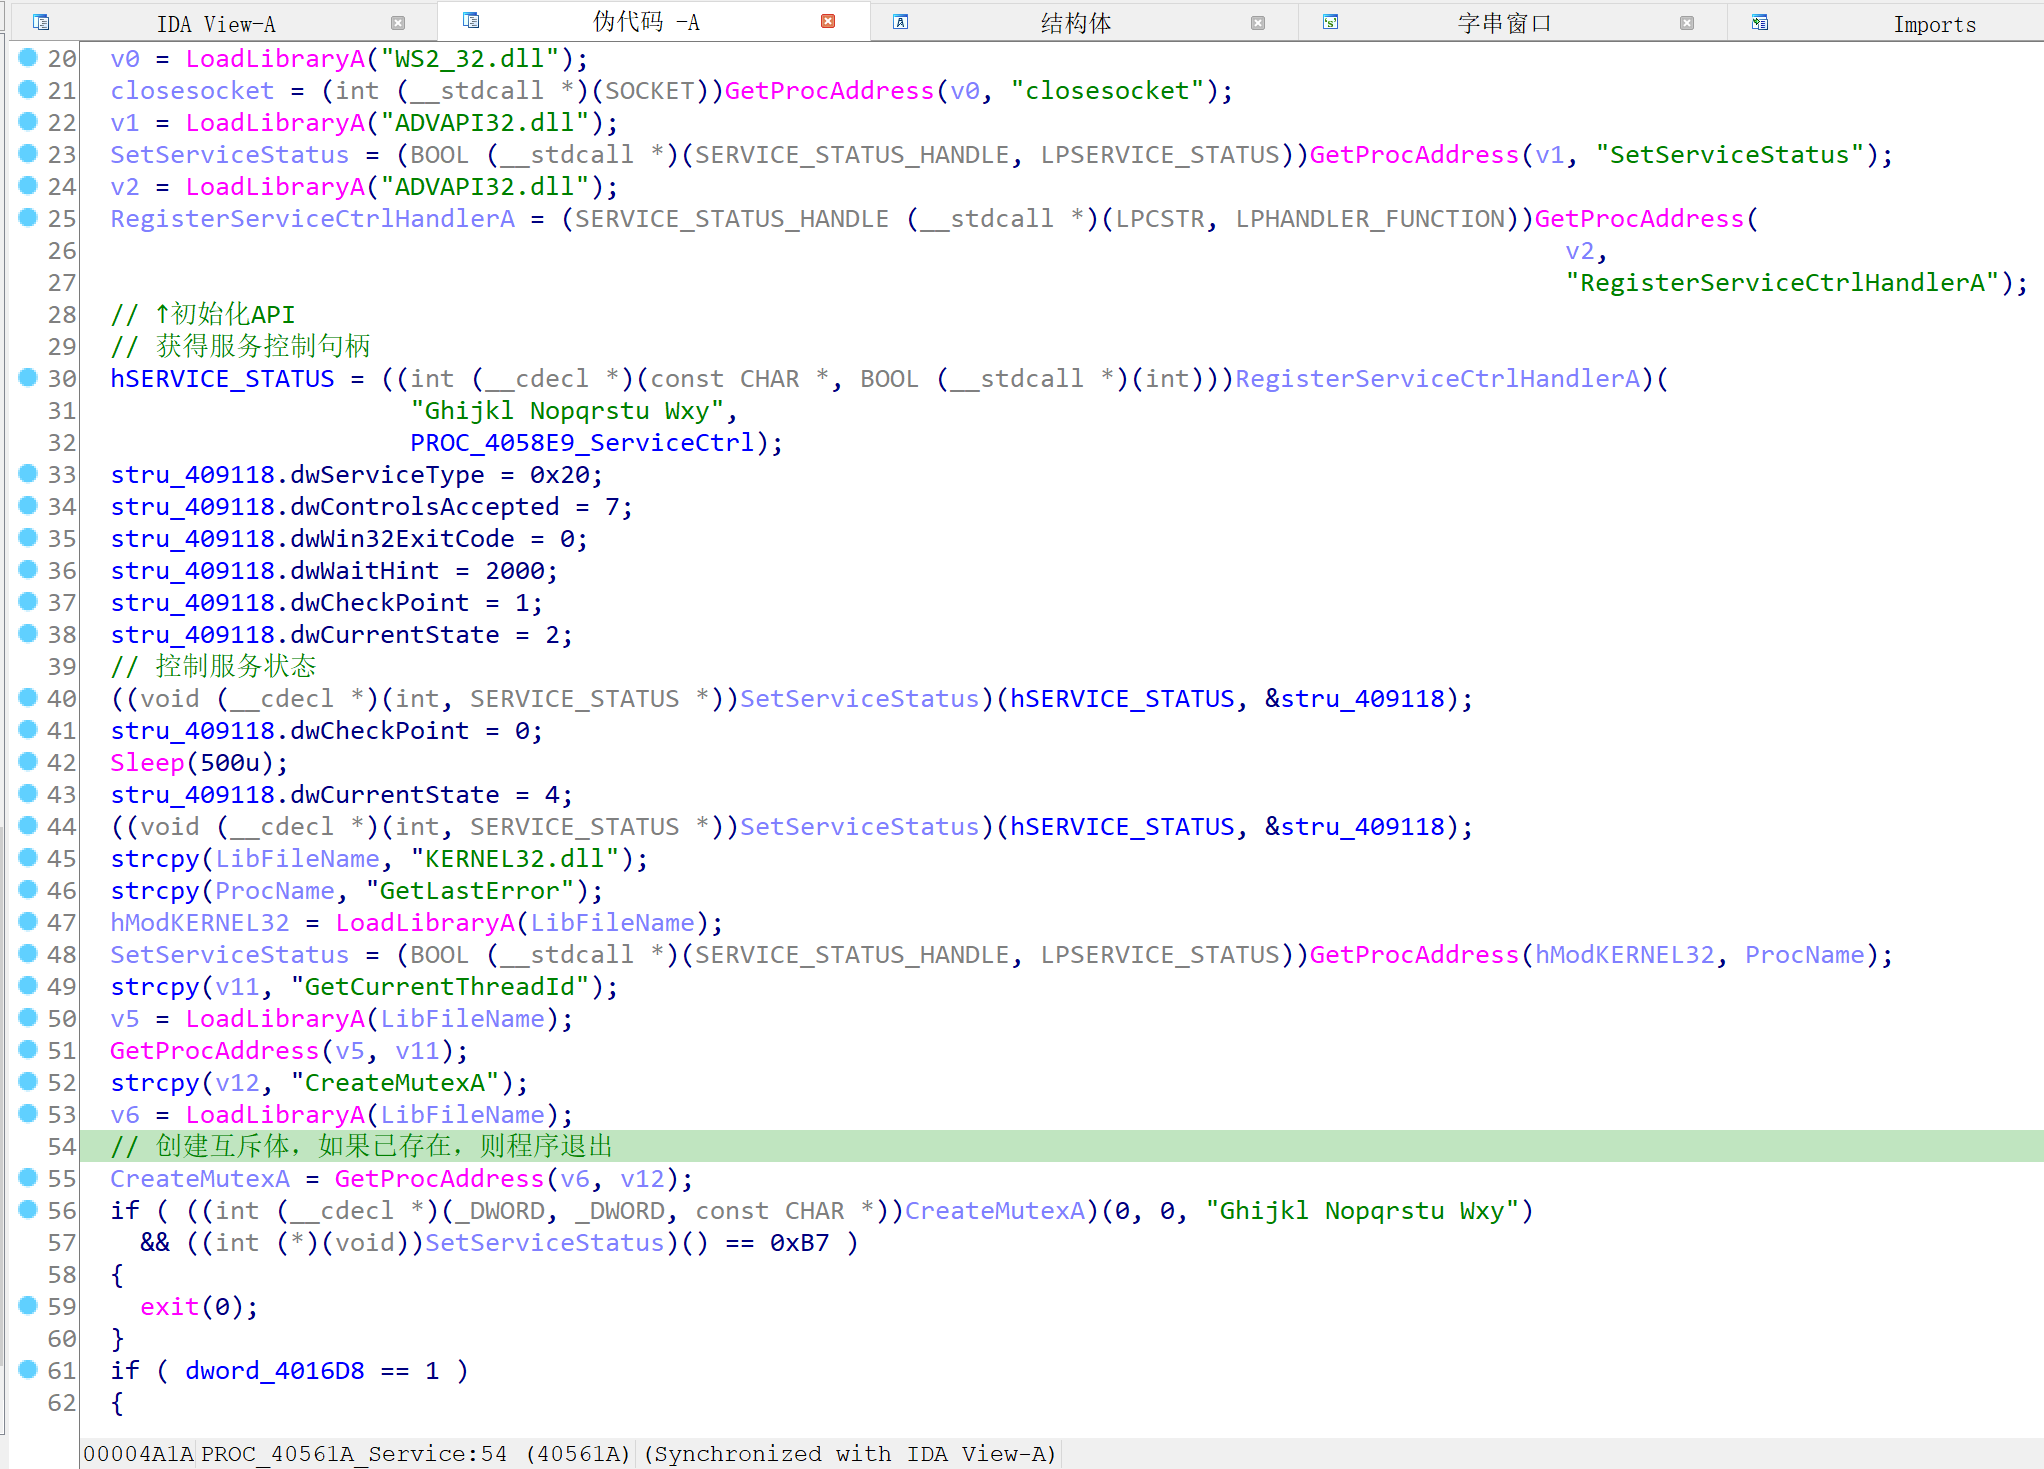 IDA View-A 伪代码 -A 结构体 字串窗口 Imports
20 v0 = LoadLibraryA("WS2_32.dll");
21 closesocket = (int (__stdcall *)(SOCKET))GetProcAddress(v0, "closesocket");
22 v1 = LoadLibraryA("ADVAPI32.dll");
23 SetServiceStatus = (BOOL (__stdcall *)(SERVICE_STATUS_HANDLE, LPSERVICE_STATUS))GetProcAddress(v1, "SetServiceStatus");
24 v2 = LoadLibraryA("ADVAPI32.dll");
25 RegisterServiceCtrlHandlerA = (SERVICE_STATUS_HANDLE (__stdcall *)(LPCSTR, LPHANDLER_FUNCTION))GetProcAddress(
26 v2,
27 "RegisterServiceCtrlHandlerA");
28 // ↑初始化API
29 // 获得服务控制句柄
30 hSERVICE_STATUS = ((int (__cdecl *)(const CHAR *, BOOL (__stdcall *)(int)))RegisterServiceCtrlHandlerA)(
31 "Ghijkl Nopqrstu Wxy",
32 PROC_4058E9_ServiceCtrl);
33 stru_409118.dwServiceType = 0x20;
34 stru_409118.dwControlsAccepted = 7;
35 stru_409118.dwWin32ExitCode = 0;
36 stru_409118.dwWaitHint = 2000;
37 stru_409118.dwCheckPoint = 1;
38 stru_409118.dwCurrentState = 2;
39 // 控制服务状态
40 ((void (__cdecl *)(int, SERVICE_STATUS *))SetServiceStatus)(hSERVICE_STATUS, &stru_409118);
41 stru_409118.dwCheckPoint = 0;
42 Sleep(500u);
43 stru_409118.dwCurrentState = 4;
44 ((void (__cdecl *)(int, SERVICE_STATUS *))SetServiceStatus)(hSERVICE_STATUS, &stru_409118);
45 strcpy(LibFileName, "KERNEL32.dll");
46 strcpy(ProcName, "GetLastError");
47 hModKERNEL32 = LoadLibraryA(LibFileName);
48 SetServiceStatus = (BOOL (__stdcall *)(SERVICE_STATUS_HANDLE, LPSERVICE_STATUS))GetProcAddress(hModKERNEL32, ProcName);
49 strcpy(v11, "GetCurrentThreadId");
50 v5 = LoadLibraryA(LibFileName);
51 GetProcAddress(v5, v11);
52 strcpy(v12, "CreateMutexA");
53 v6 = LoadLibraryA(LibFileName);
54 // 创建互斥体，如果已存在，则程序退出
55 CreateMutexA = GetProcAddress(v6, v12);
56 if ( ((int (__cdecl *)(_DWORD, _DWORD, const CHAR *))CreateMutexA)(0, 0, "Ghijkl Nopqrstu Wxy")
57 && ((int (*)(void))SetServiceStatus)() == 0xB7 )
58 {
59 exit(0);
60 }
61 if ( dword_4016D8 == 1 )
62 {
00004A1A PROC_40561A_Service:54 (40561A) (Synchronized with IDA View-A)